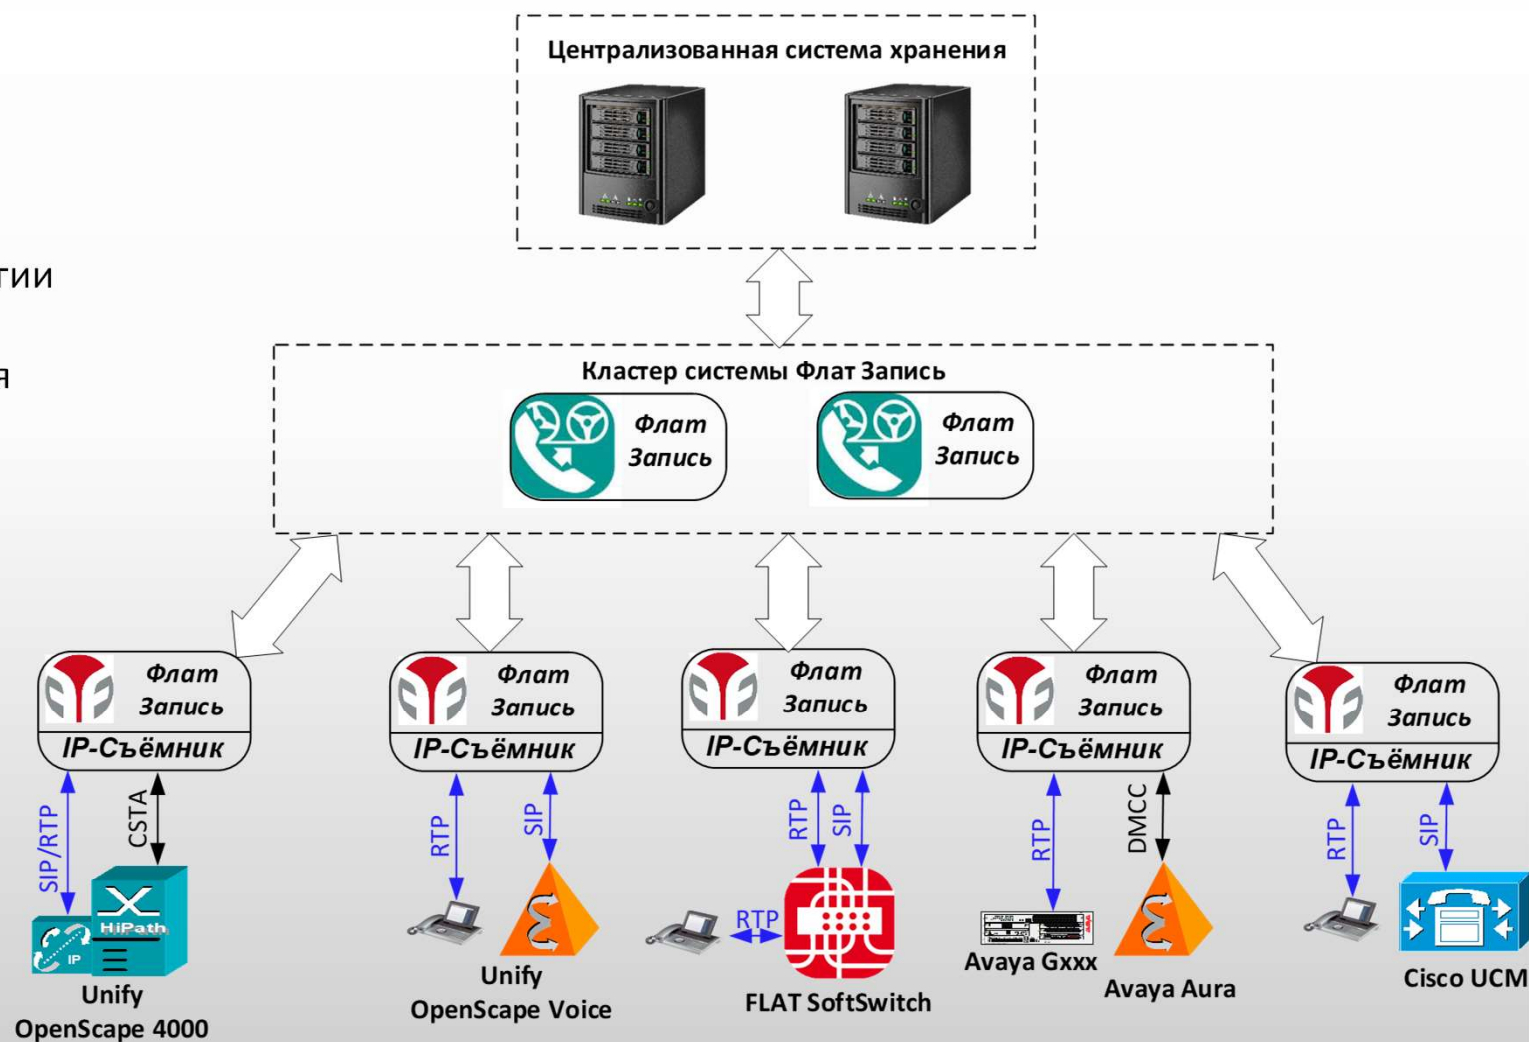 Централизованная система хранения
тии
я
Кластер системы Флат Запись
Флат
Запись
Флат
Запись
Флат
Запись
IP-Съёмник
Флат
Запись
IP-Съёмник
Флат
Запись
IP-Съёмник
Флат
Запись
IP-Съёмник
Флат
Запись
IP-Съёмник
SIP/RTP
CSTA
RTP
SIP
RTP
SIP
RTP
DMCC
RTP
SIP
HiPath
IP
RTP
Unify
OpenScape 4000
Unify
OpenScape Voice
FLAT SoftSwitch
Avaya Gxxx
Avaya Aura
Cisco UCM